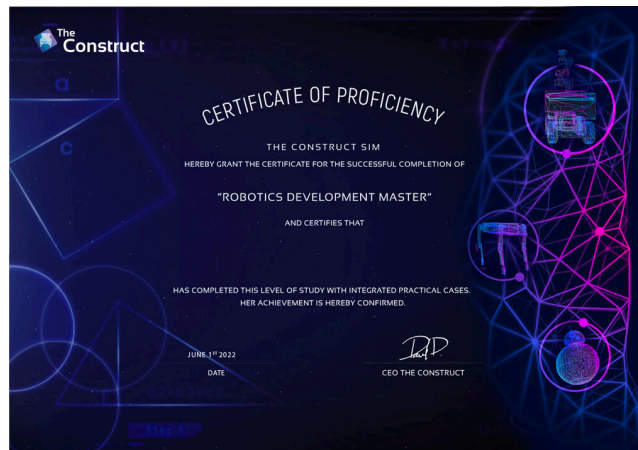 The
Construct
a
c
CERTIFICATE OF PROFICIENCY
THE CONSTRUCT SIM
HEREBY GRANT THE CERTIFICATE FOR THE SUCCESSFUL COMPLETION OF
"ROBOTICS DEVELOPMENT MASTER"
AND CERTIFIES THAT
HAS COMPLETED THIS LEVEL OF STUDY WITH INTEGRATED PRACTICAL CASES.
HER ACHIEVEMENT IS HEREBY CONFIRMED.
JUNE 1ST 2022
DATE
CEO THE CONSTRUCT